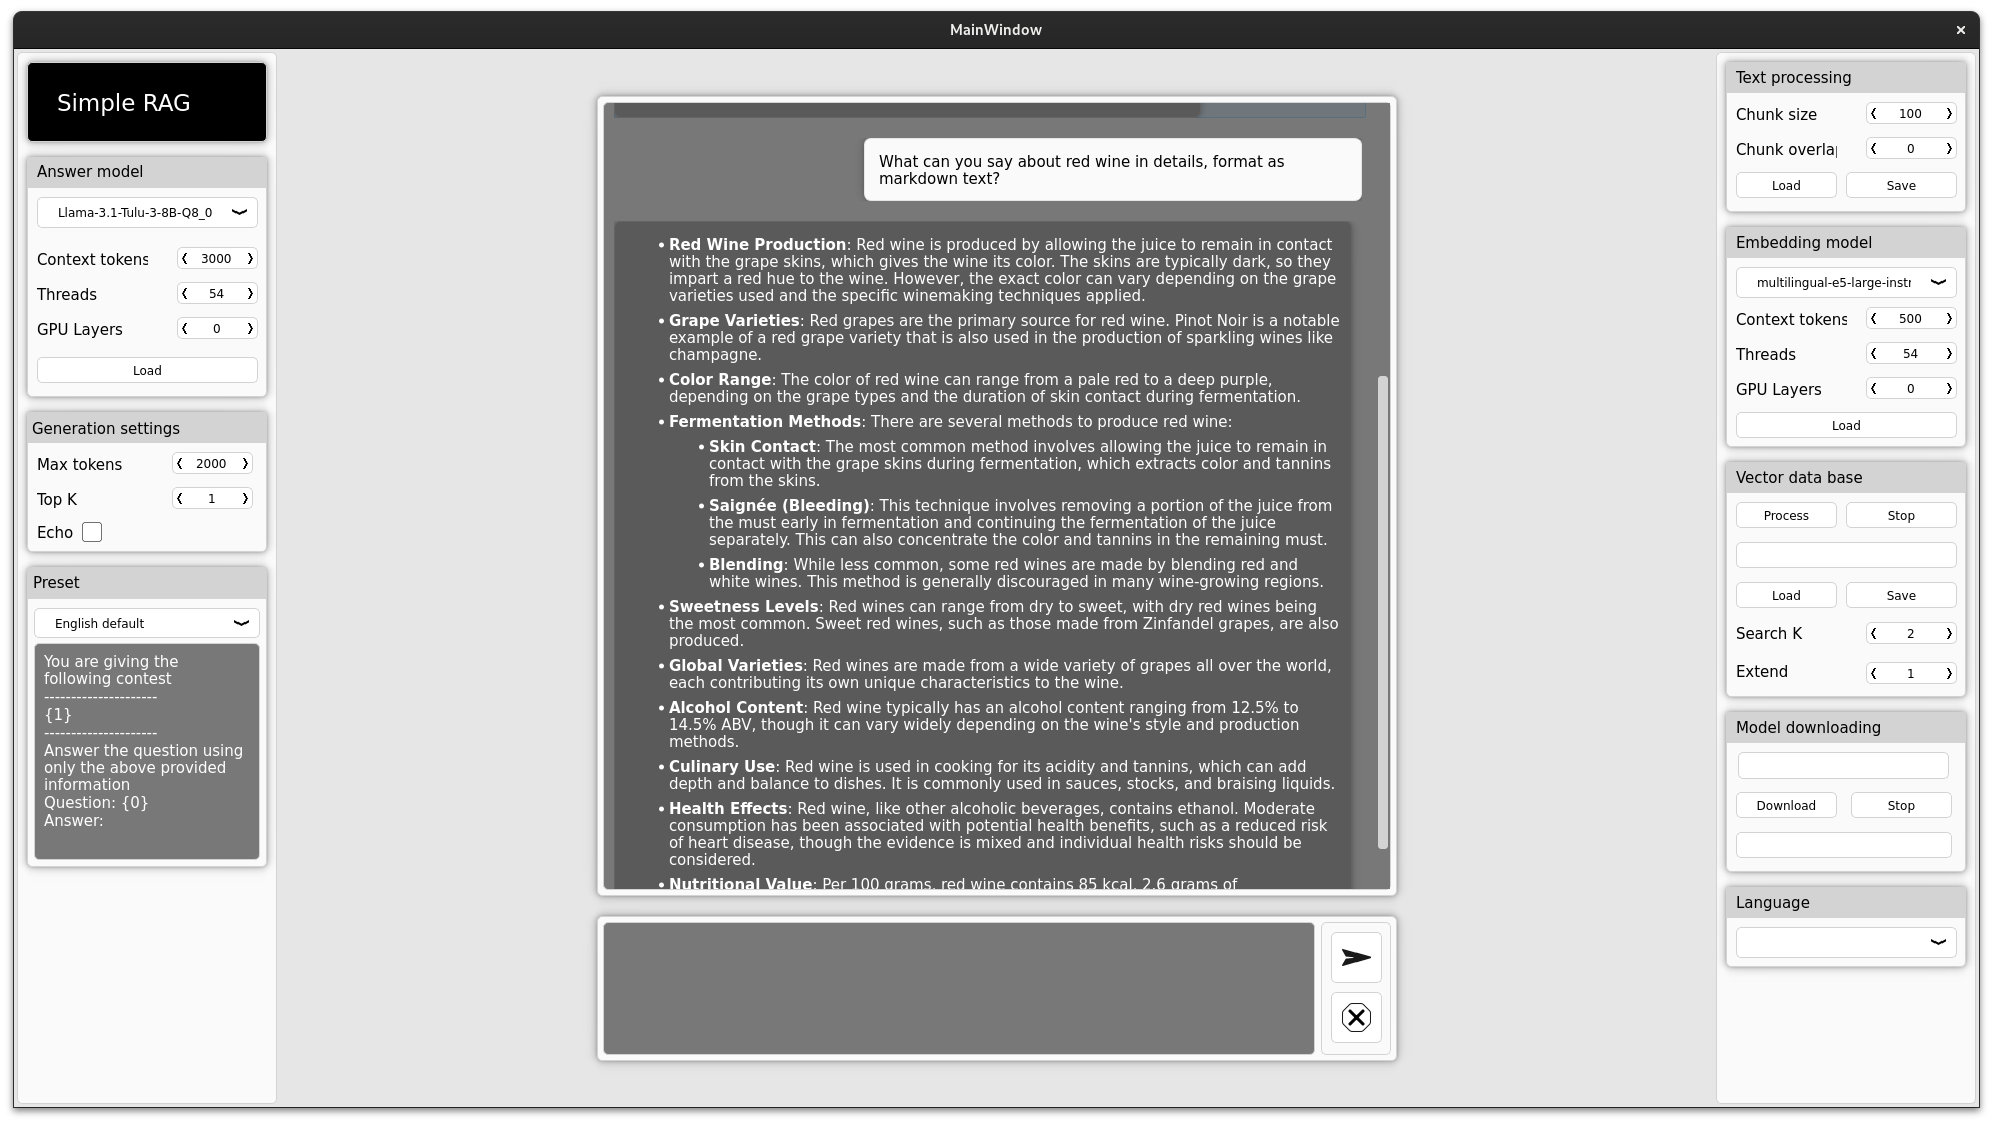 MainWindow
Simple RAG
Answer model
Llama-3.1-Tulu-3-8B-Q8_0
Context tokens
3000
Threads
54
GPU Layers
0
Load
Generation settings
Max tokens
2000
Top K
1
Echo
Preset
English default
You are giving the
following contest
---------------------
{1}
---------------------
Answer the question using
only the above provided
information
Question: {0}
Answer:
What can you say about red wine in details, format as
markdown text?
• Red Wine Production: Red wine is produced by allowing the juice to remain in contact
with the grape skins, which gives the wine its color. The skins are typically dark, so they
impart a red hue to the wine. However, the exact color can vary depending on the grape
varieties used and the specific winemaking techniques applied.
• Grape Varieties: Red grapes are the primary source for red wine. Pinot Noir is a notable
example of a red grape variety that is also used in the production of sparkling wines like
champagne.
• Color Range: The color of red wine can range from a pale red to a deep purple,
depending on the grape types and the duration of skin contact during fermentation.
• Fermentation Methods: There are several methods to produce red wine:
• Skin Contact: The most common method involves allowing the juice to remain in
contact with the grape skins during fermentation, which extracts color and tannins
from the skins.
• Saignée (Bleeding): This technique involves removing a portion of the juice from
the must early in fermentation and continuing the fermentation of the juice
separately. This can also concentrate the color and tannins in the remaining must.
• Blending: While less common, some red wines are made by blending red and
white wines. This method is generally discouraged in many wine-growing regions.
• Sweetness Levels: Red wines can range from dry to sweet, with dry red wines being
the most common. Sweet red wines, such as those made from Zinfandel grapes, are also
produced.
• Global Varieties: Red wines are made from a wide variety of grapes all over the world,
each contributing its own unique characteristics to the wine.
• Alcohol Content: Red wine typically has an alcohol content ranging from 12.5% to
14.5% ABV, though it can vary widely depending on the wine's style and production
methods.
• Culinary Use: Red wine is used in cooking for its acidity and tannins, which can add
depth and balance to dishes. It is commonly used in sauces, stocks, and braising liquids.
• Health Effects: Red wine, like other alcoholic beverages, contains ethanol. Moderate
consumption has been associated with potential health benefits, such as a reduced risk
of heart disease, though the evidence is mixed and individual health risks should be
considered.
• Nutritional Value: Per 100 grams, red wine contains 85 kcal, 2.6 grams of
Text processing
Chunk size
100
Chunk overla
0
Load
Save
Embedding model
multilingual-e5-large-instr
Context tokens
500
Threads
54
GPU Layers
0
Load
Vector data base
Process
Stop
Load
Save
Search K
2
Extend
1
Model downloading
Download
Stop
Language